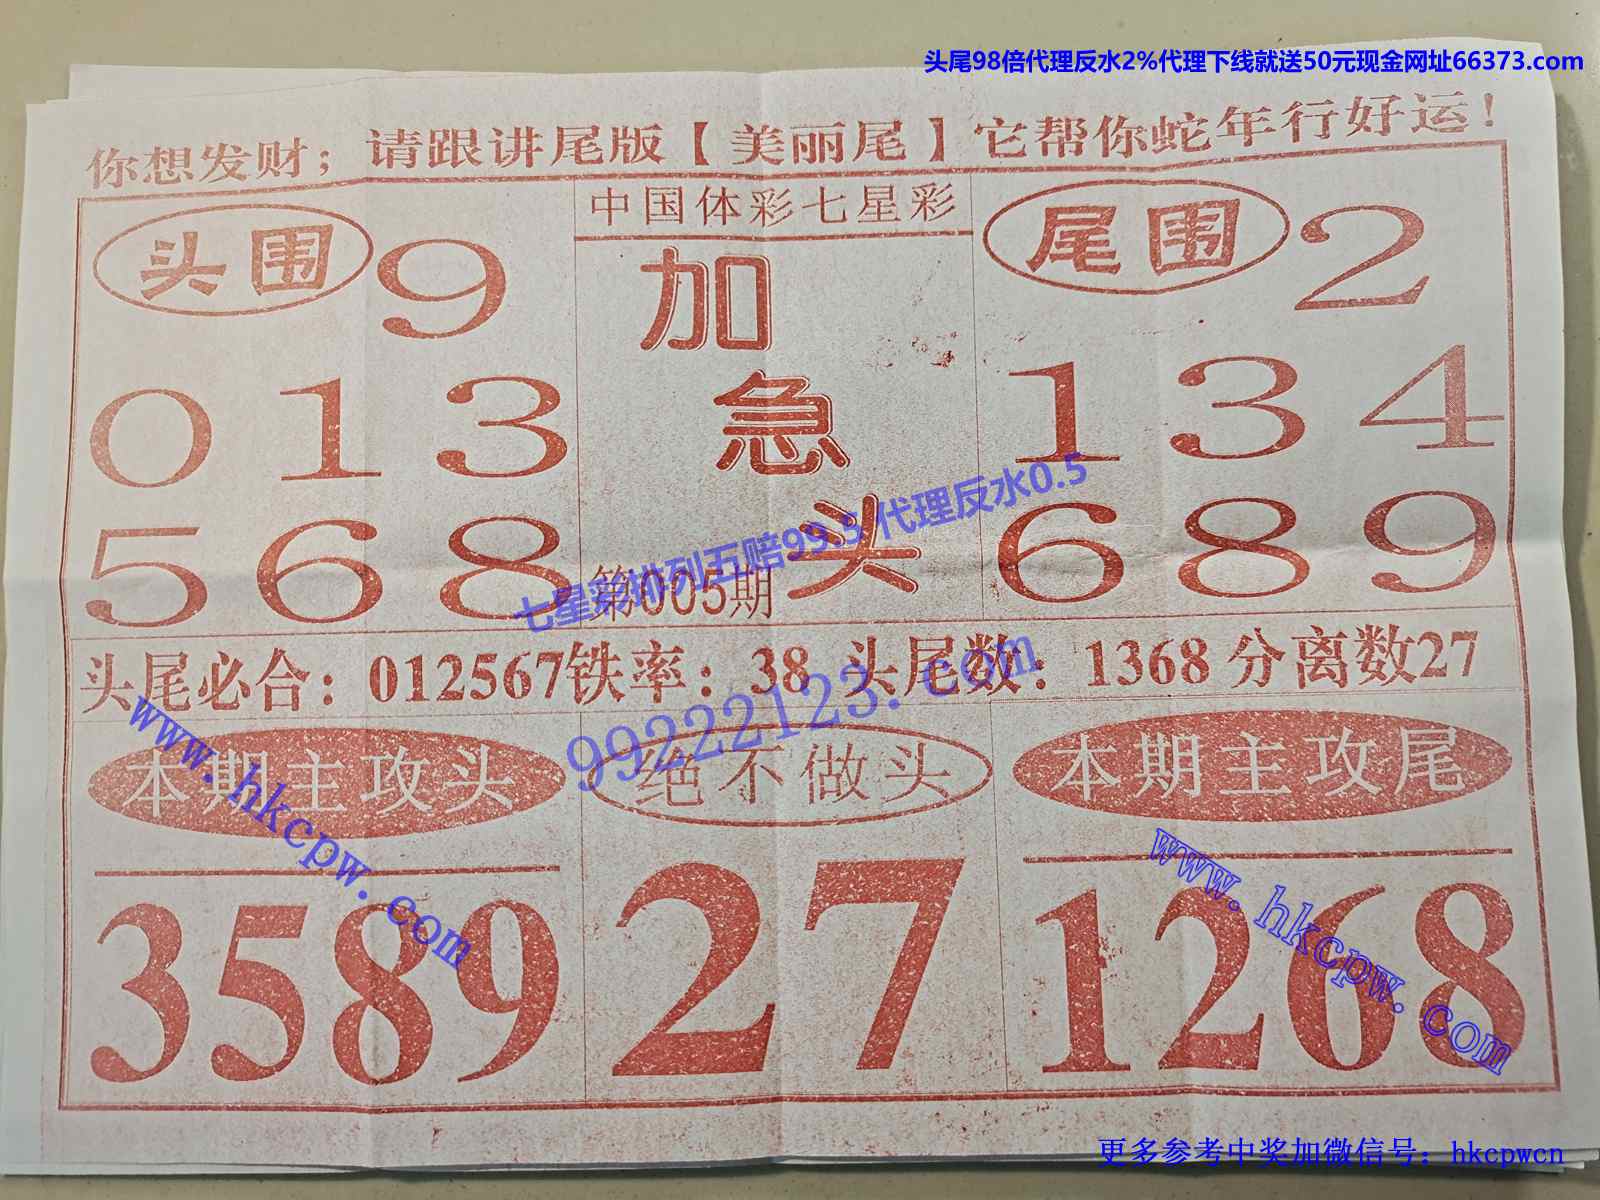 头尾98倍代理反水2%代理下线就送50元现金网址66373.com
你想发财；请跟讲尾版【美丽尾】它帮你蛇年行好运！
头围 9
0 1 3
5 6 8
中国体彩七星彩
加
急
头
第005期
尾围 2
1 3 4
6 8 9
七星彩排列五赔99.5 代理反水0.5
头尾必合：012567铁率：38 头尾数：1368 分离数27
99222123.com
www.hkcpw.com
本期主攻头
3589
绝不做头
27
本期主攻尾
1268
www.hkcpw.com
更多参考中奖加微信号：hkcpwcn